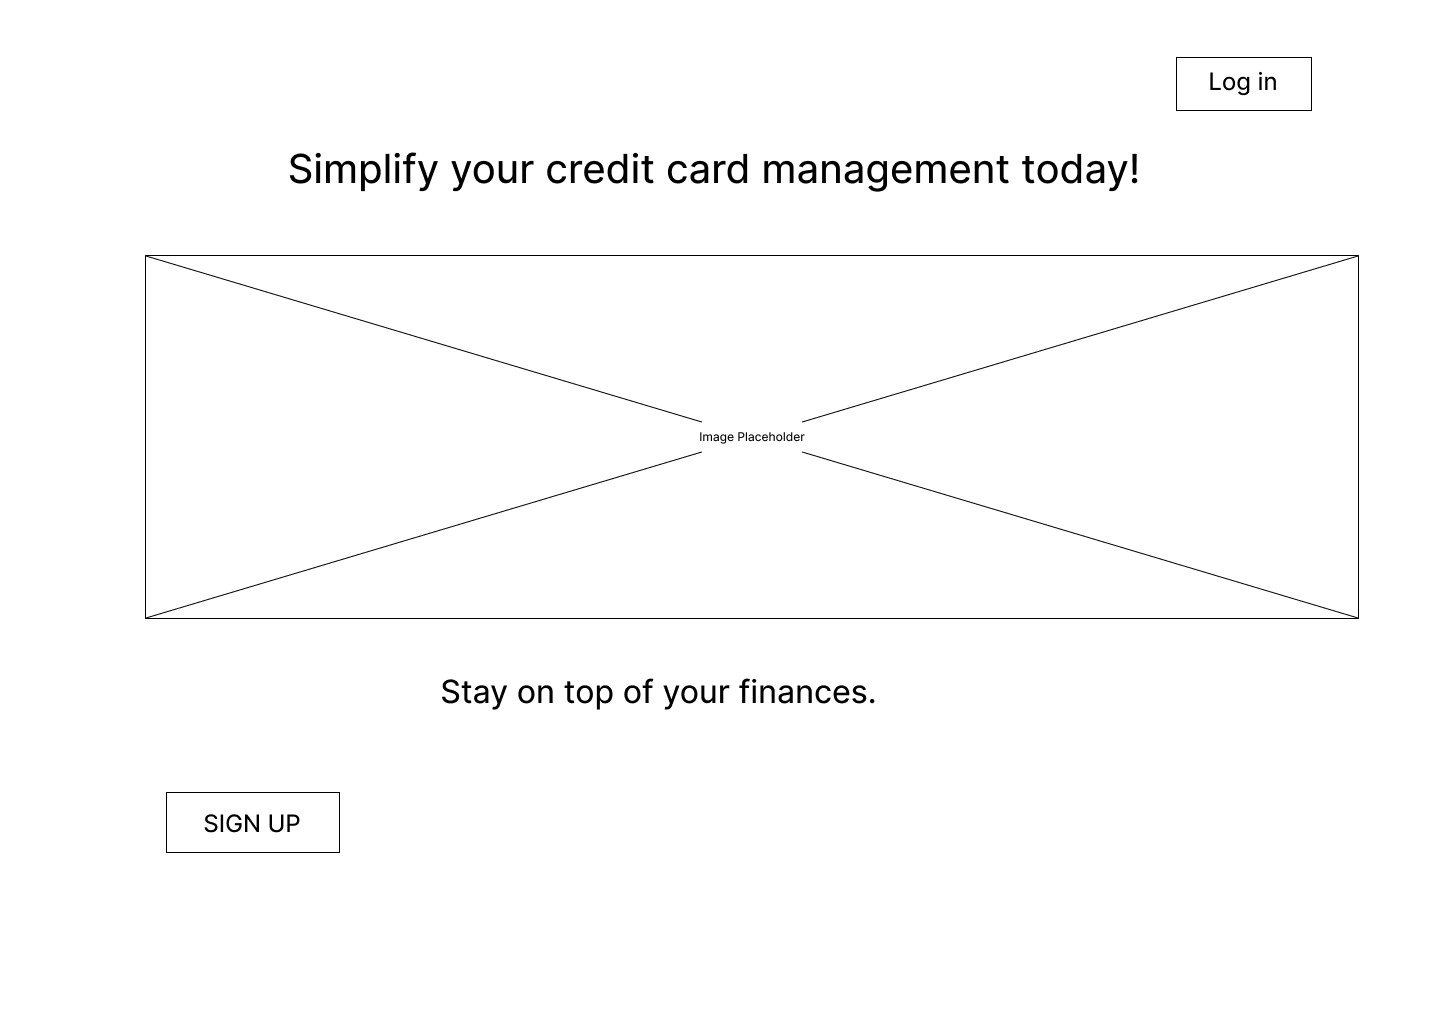 Log in
Simplify your credit card management today!
Image Placeholder
Stay on top of your finances.
SIGN UP